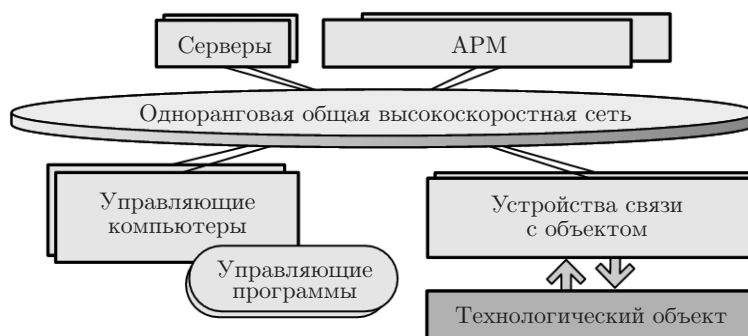 Серверы
АРМ
Одноранговая общая высокоскоростная сеть
Управляющие
компьютеры
Устройства связи
с объектом
Управляющие
программы
Технологический объект